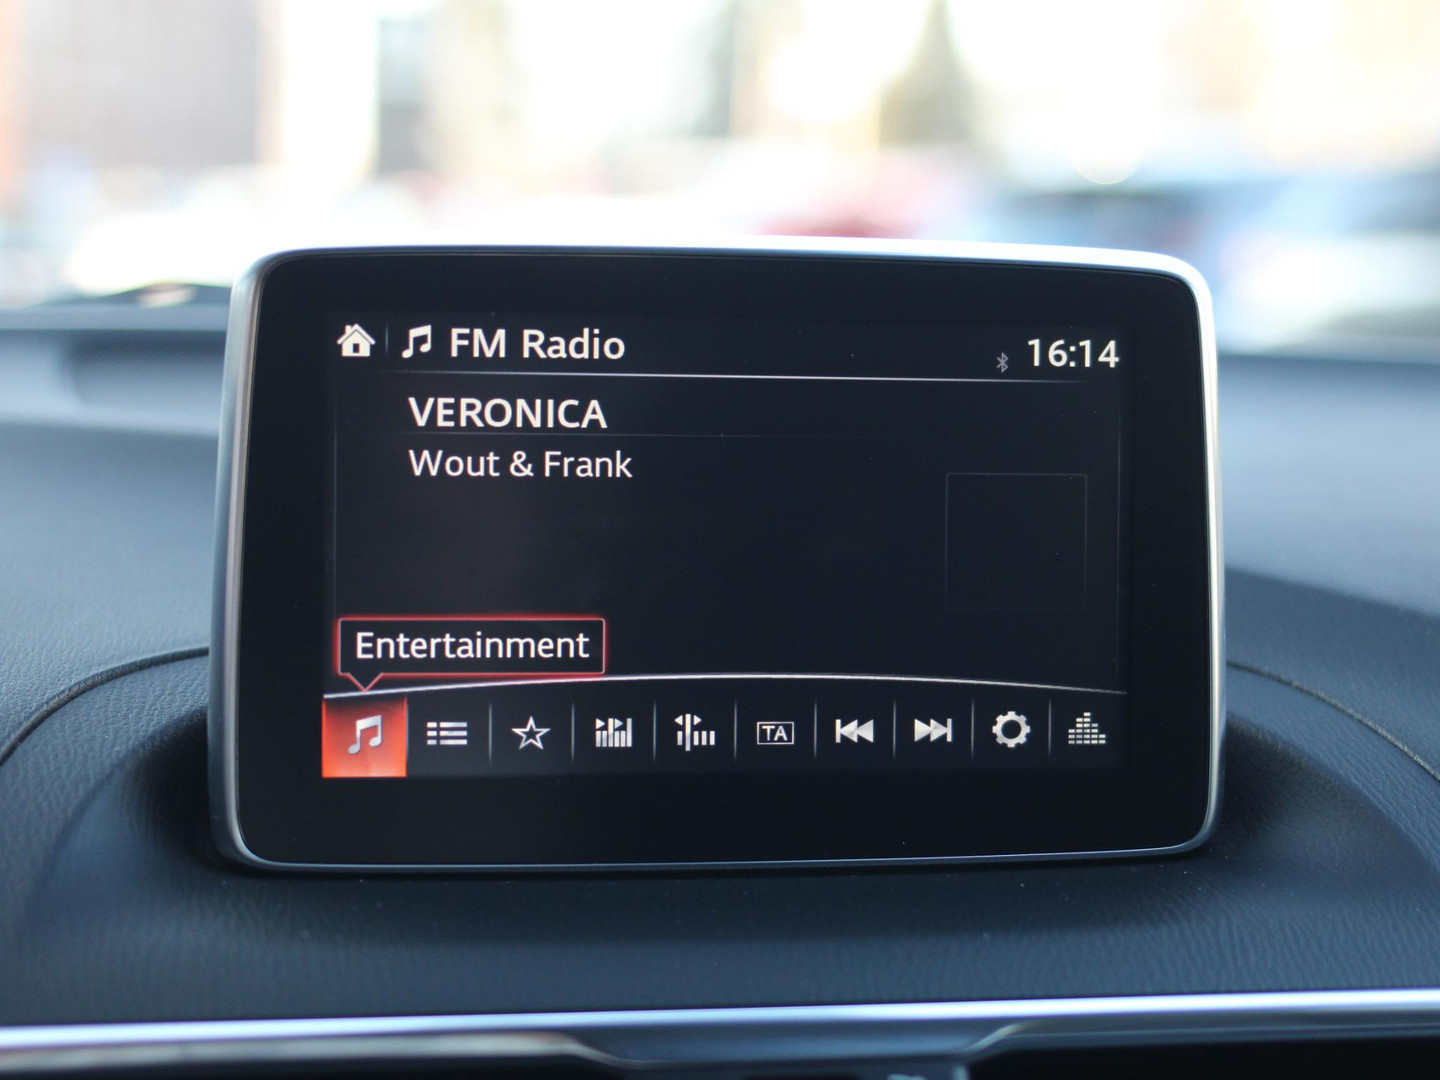 FM Radio
16:14
VERONICA
Wout & Frank
Entertainment
TA